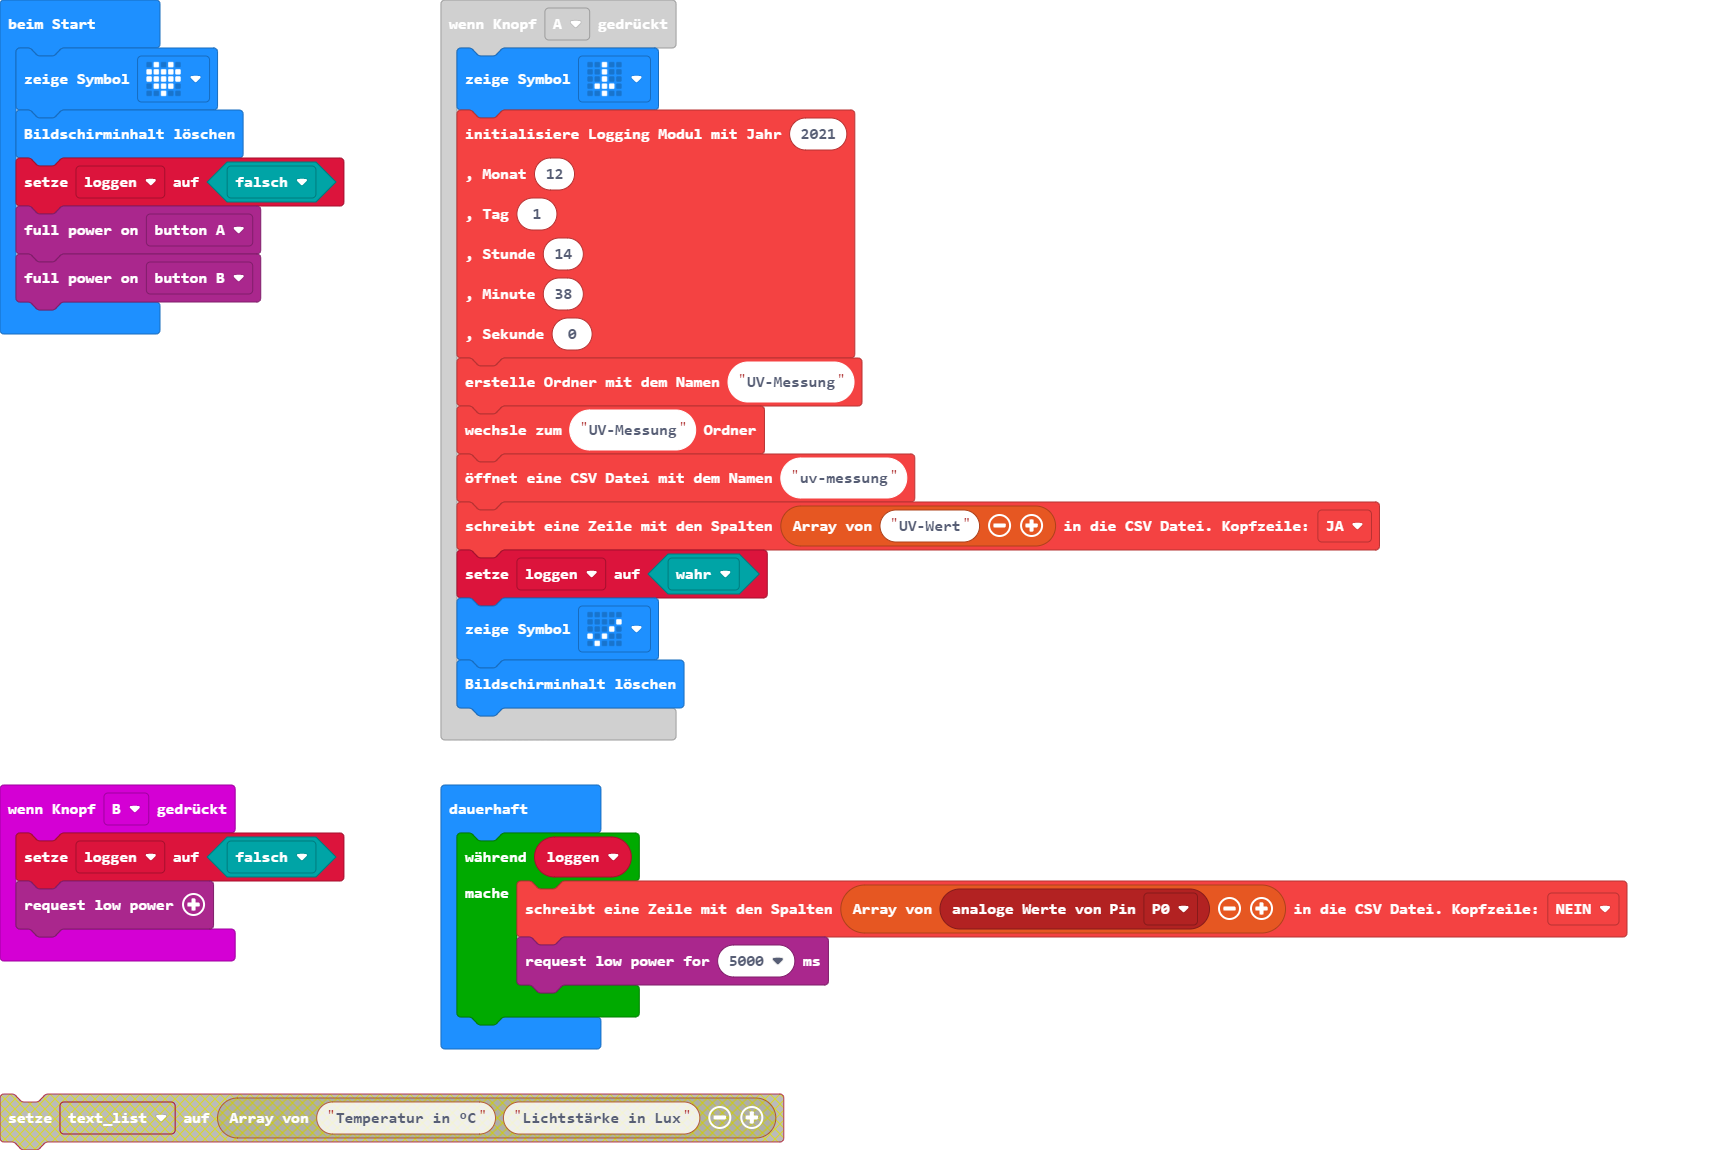 beim Start
zeige Symbol
Bildschirminhalt löschen
setze loggen auf falsch
full power on button A
full power on button B
wenn Knopf A gedrückt
zeige Symbol
initialisiere Logging Modul mit Jahr 2021
, Monat 12
, Tag 1
, Stunde 14
, Minute 38
, Sekunde 0
erstelle Ordner mit dem Namen "UV-Messung"
wechsle zum "UV-Messung" Ordner
öffnet eine CSV Datei mit dem Namen "uv-messung"
schreibt eine Zeile mit den Spalten Array von "UV-Wert" in die CSV Datei. Kopfzeile: JA
setze loggen auf wahr
zeige Symbol
Bildschirminhalt löschen
wenn Knopf B gedrückt
setze loggen auf falsch
request low power
dauerhaft
während loggen
mache
schreibt eine Zeile mit den Spalten Array von analoge Werte von Pin P0 in die CSV Datei. Kopfzeile: NEIN
request low power for 5000 ms
setze text_list auf Array von "Temperatur in ºC" "Lichtstärke in Lux"